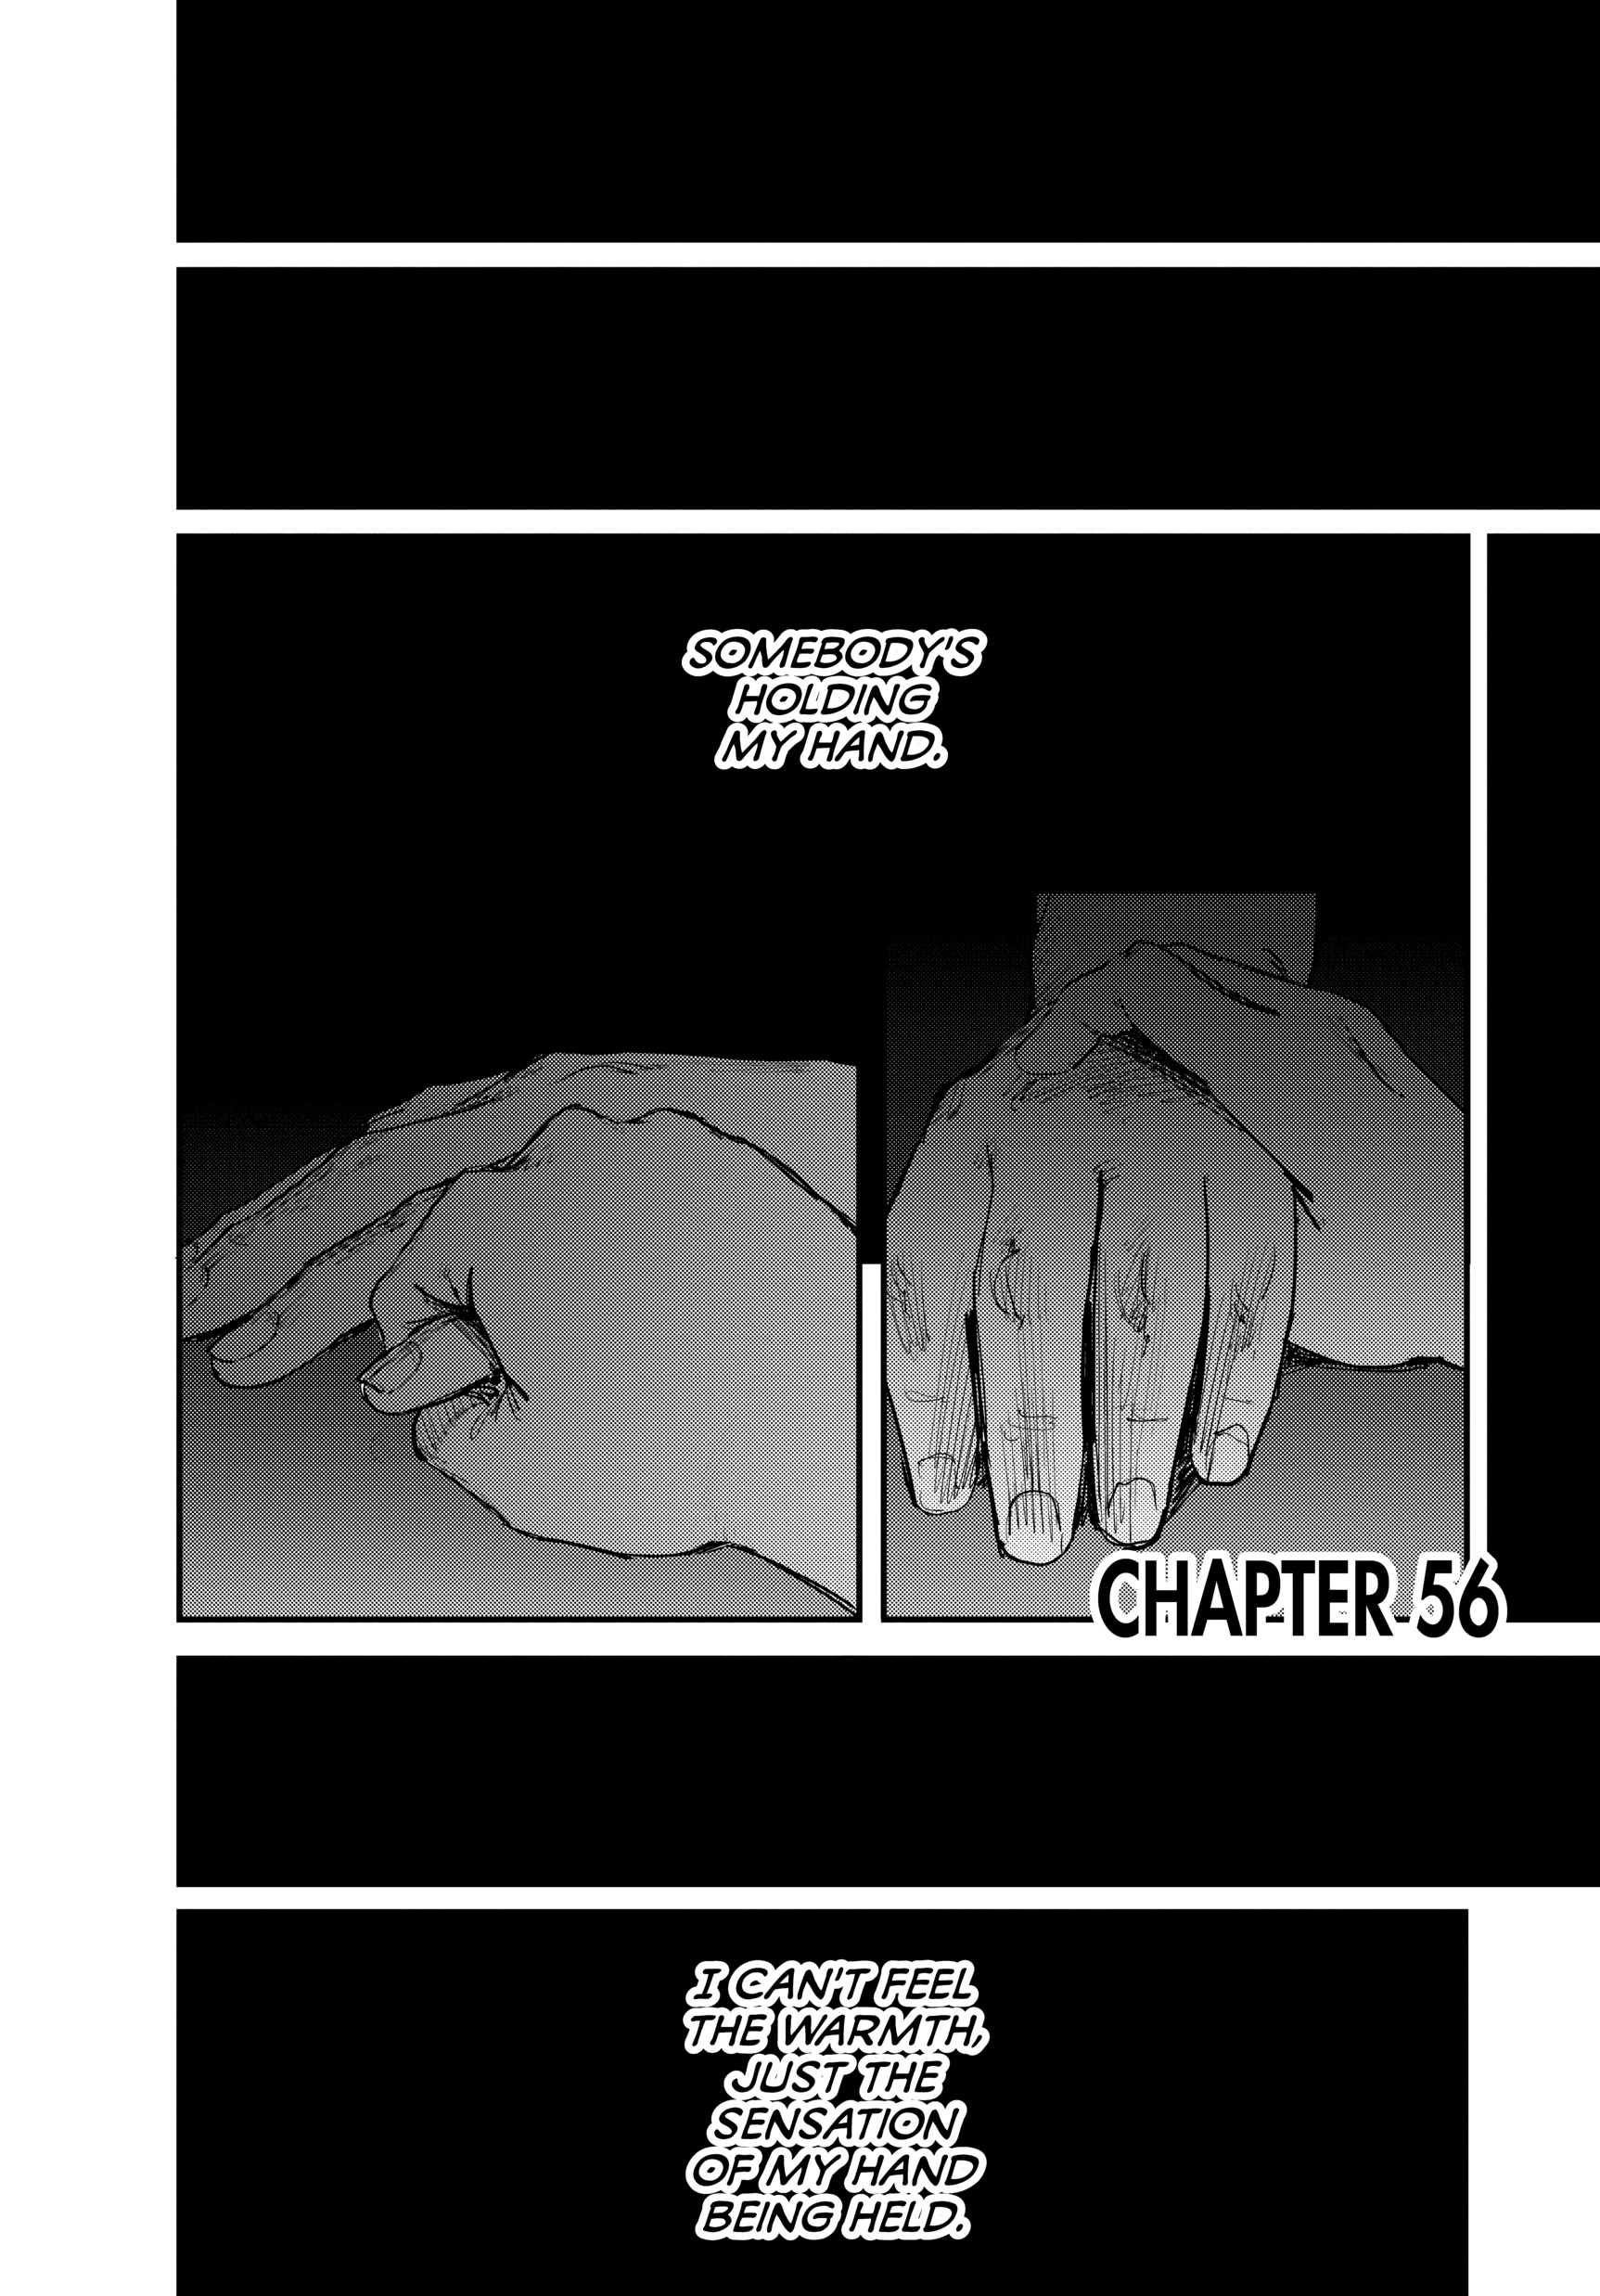 SOMEBODY'S
HOLDING
MY HAND.
CHAPTER 56
I CAN'T FEEL
THE WARMTH,
JUST THE
SENSATION
OF MY HAND
BEING HELD.